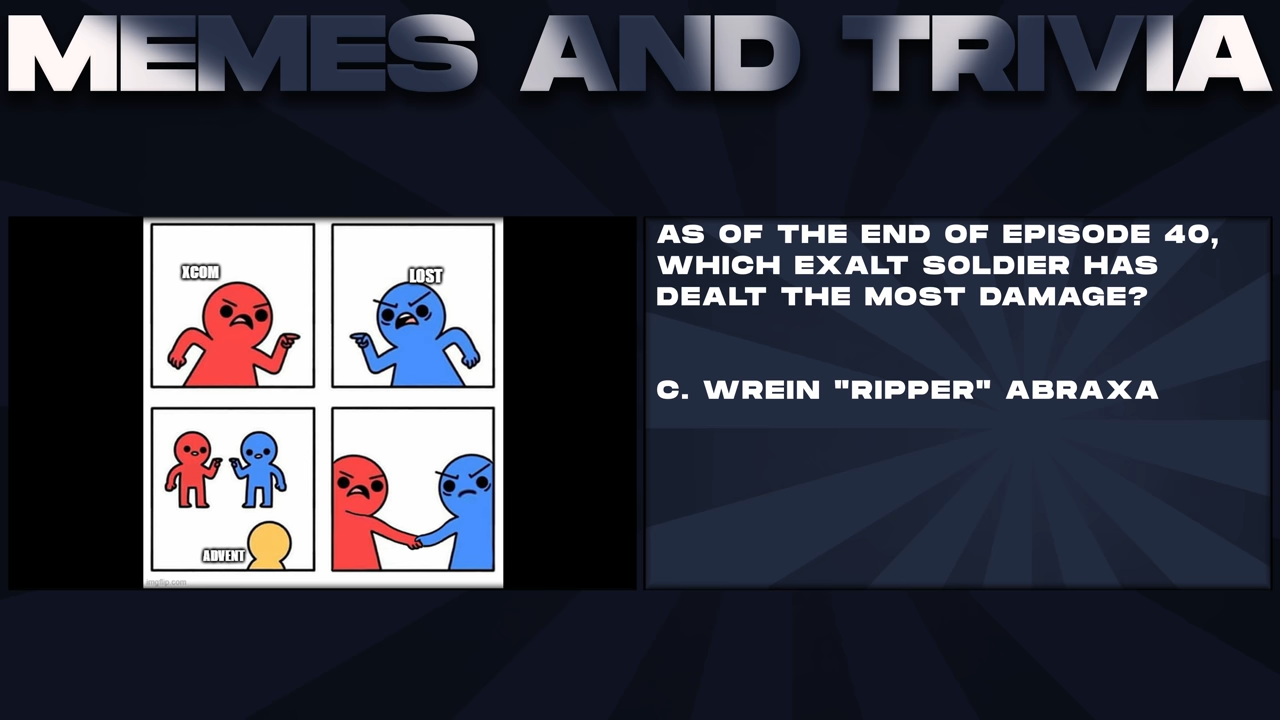 MEMES AND TRIVIA
XCOM
LOST
ADVENT
imgflip.com
AS OF THE END OF EPISODE 40,
WHICH EXALT SOLDIER HAS
DEALT THE MOST DAMAGE?
C. WREIN "RIPPER" ABRAXA